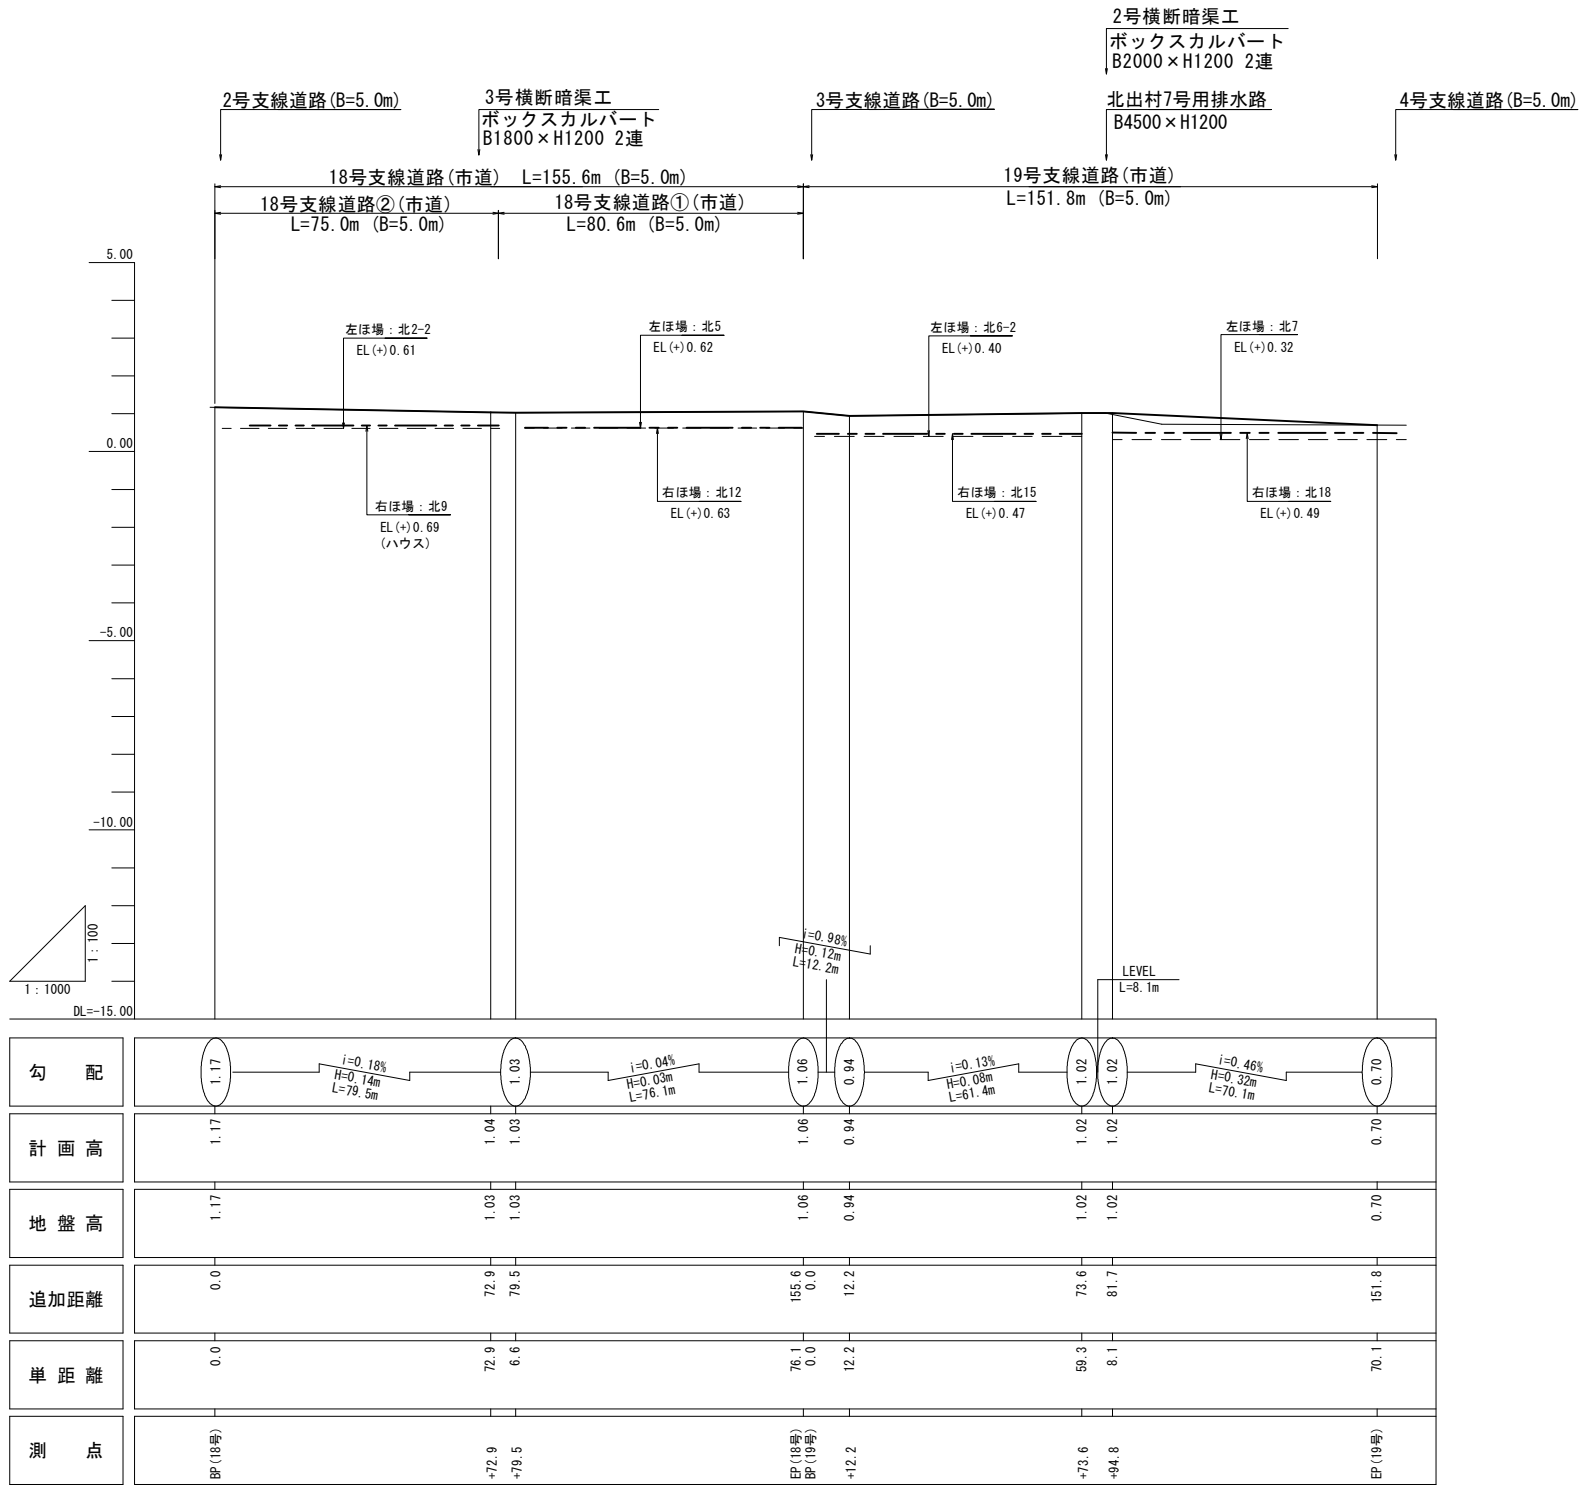 2号横断暗渠工
ボックスカルバート
B2000×H1200 2連
2号支線道路(B=5.0m)
3号横断暗渠工
ボックスカルバート
B1800×H1200 2連
3号支線道路(B=5.0m)
北出村7号用排水路
B4500×H1200
4号支線道路(B=5.0m)
18号支線道路(市道) L=155.6m (B=5.0m)
19号支線道路(市道)
L=151.8m (B=5.0m)
18号支線道路②(市道)
L=75.0m (B=5.0m)
18号支線道路①(市道)
L=80.6m (B=5.0m)
5.00
左ほ場：北2-2
EL(+)0.61
左ほ場：北5
EL(+)0.62
左ほ場：北6-2
EL(+)0.40
左ほ場：北7
EL(+)0.32
0.00
右ほ場：北9
EL(+)0.69
(ハウス)
右ほ場：北12
EL(+)0.63
右ほ場：北15
EL(+)0.47
右ほ場：北18
EL(+)0.49
-5.00
-10.00
1：100
1：1000
i=0.98%
H=0.12m
L=12.2m
LEVEL
L=8.1m
DL=-15.00
勾 配
1.17
i=0.18%
H=0.14m
L=79.5m
1.03
i=0.04%
H=0.03m
L=76.1m
1.06
0.94
i=0.13%
H=0.08m
L=61.4m
1.02
1.02
i=0.46%
H=0.32m
L=70.1m
0.70
計画高
1.17
1.04
1.03
1.06
0.94
1.02
1.02
0.70
地盤高
1.17
1.03
1.03
1.06
0.94
1.02
1.02
0.70
追加距離
0.0
72.9
79.5
155.6
0.0
12.2
73.6
81.7
151.8
単距離
0.0
72.9
6.6
76.1
0.0
12.2
59.3
8.1
70.1
測 点
BP(18号)
+72.9
+79.5
EP(18号)
BP(19号)
+12.2
+73.6
+94.8
EP(19号)